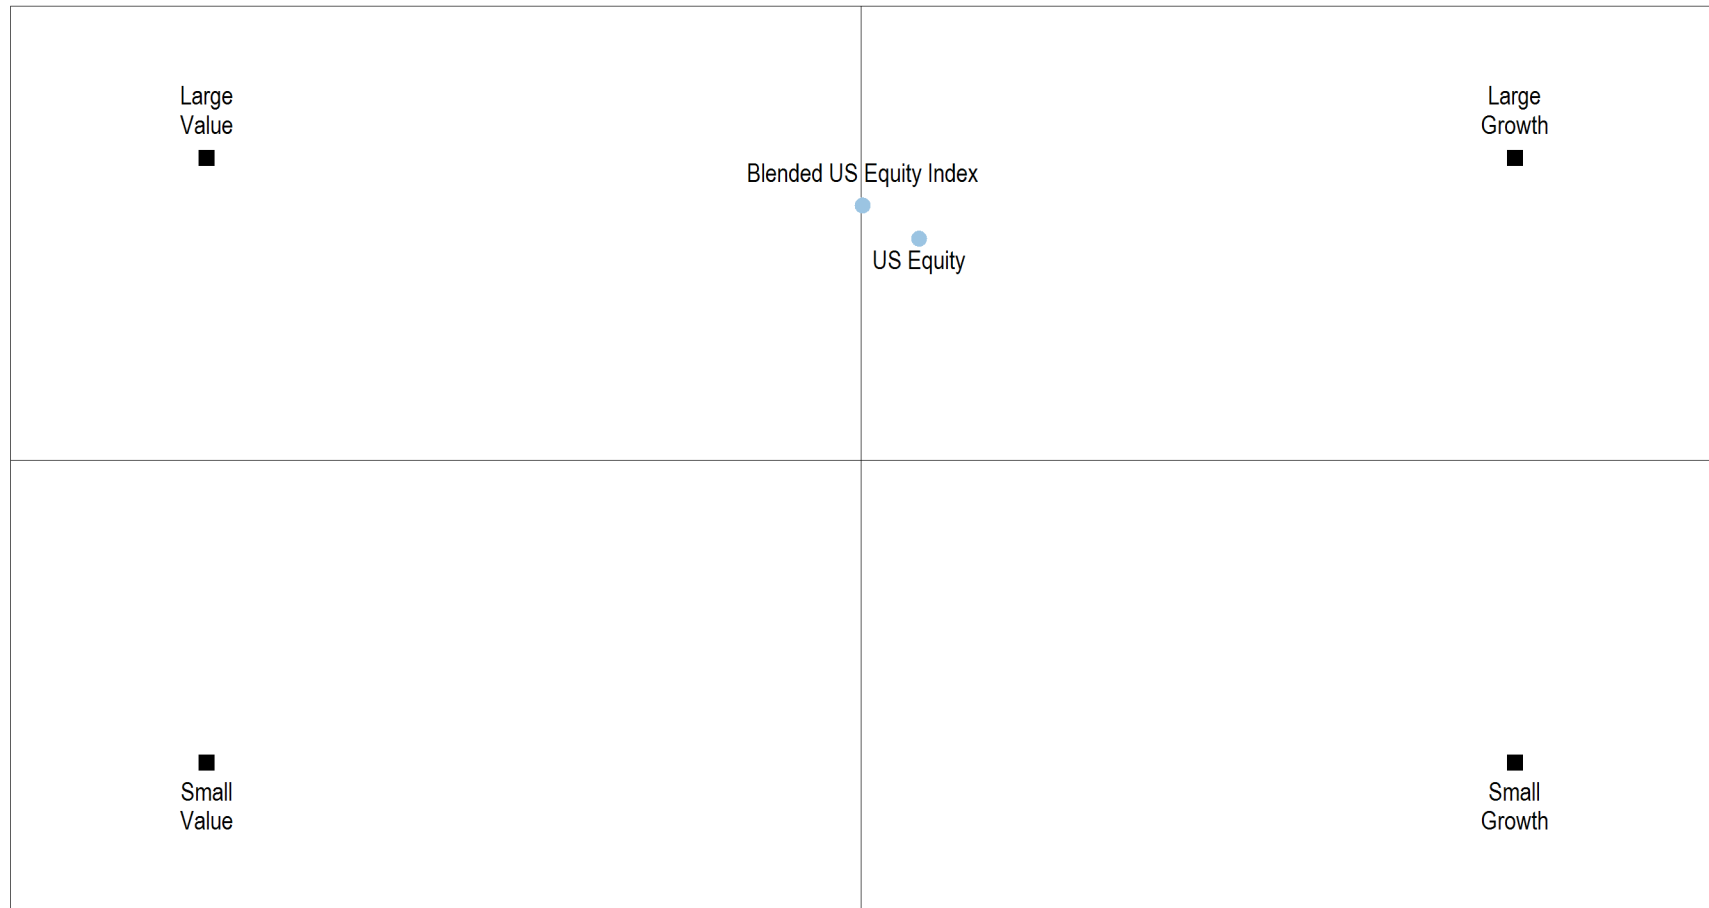 Large
Value
Large
Growth
Blended US Equity Index
US Equity
Small
Value
Small
Growth